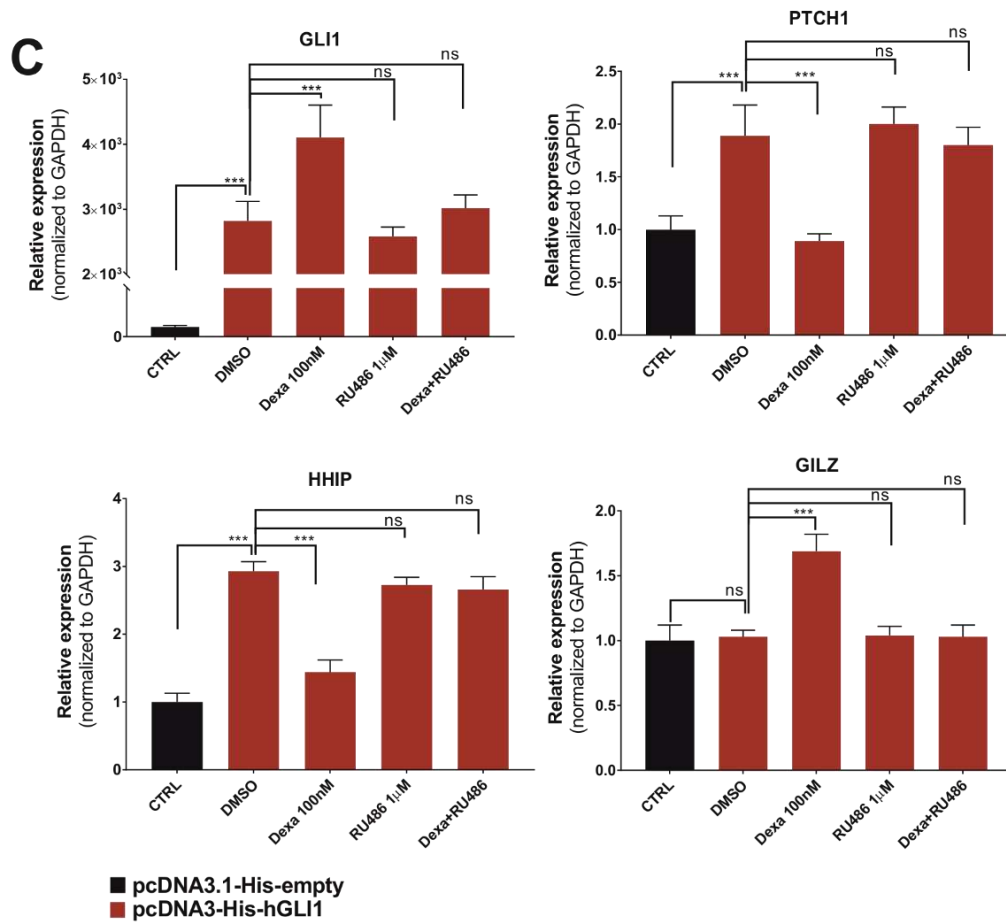 C
GLI1
Relative expression
(normalized to GAPDH)
5×10³
4×10³
3×10³
2×10³
0
***
***
ns
ns
CTRL
DMSO
Dexa 100nM
RU486 1μM
Dexa+RU486
PTCH1
Relative expression
(normalized to GAPDH)
2.5
2.0
1.5
1.0
0.5
0.0
***
***
ns
ns
CTRL
DMSO
Dexa 100nM
RU486 1μM
Dexa+RU486
HHIP
Relative expression
(normalized to GAPDH)
4
3
2
1
0
***
***
ns
ns
CTRL
DMSO
Dexa 100nM
RU486 1μM
Dexa+RU486
GILZ
Relative expression
(normalized to GAPDH)
2.0
1.5
1.0
0.5
0.0
ns
***
ns
ns
CTRL
DMSO
Dexa 100nM
RU486 1μM
Dexa+RU486
pcDNA3.1-His-empty
pcDNA3-His-hGLI1